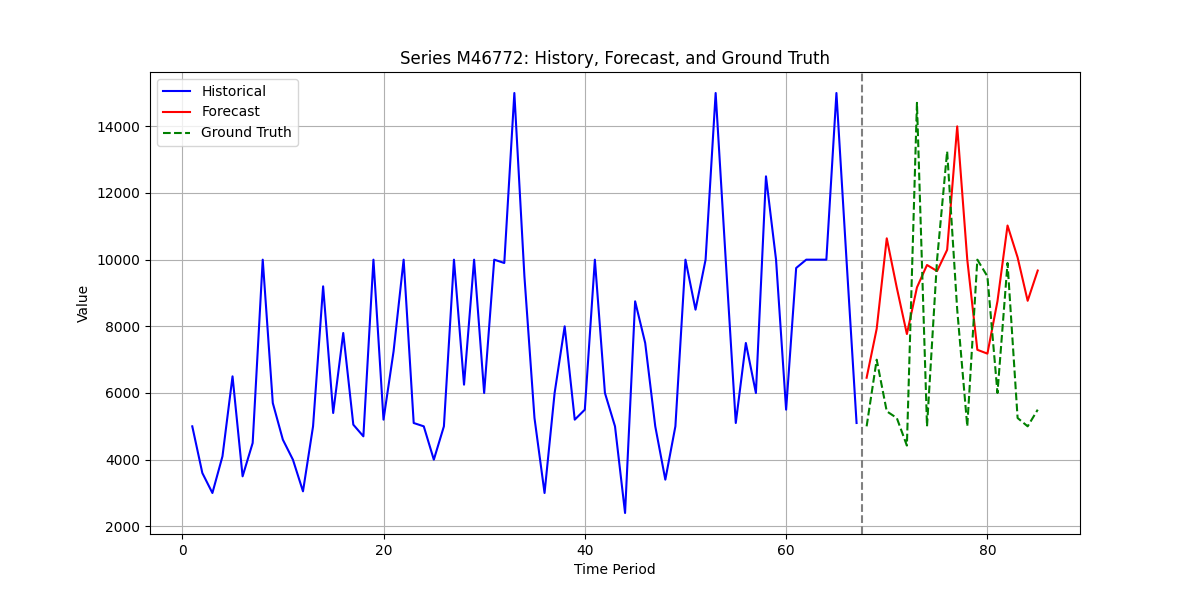 Series M46772: History, Forecast, and Ground Truth
Historical
Forecast
Ground Truth
14000
12000
10000
8000
6000
4000
2000
Value
0
20
40
60
80
Time Period